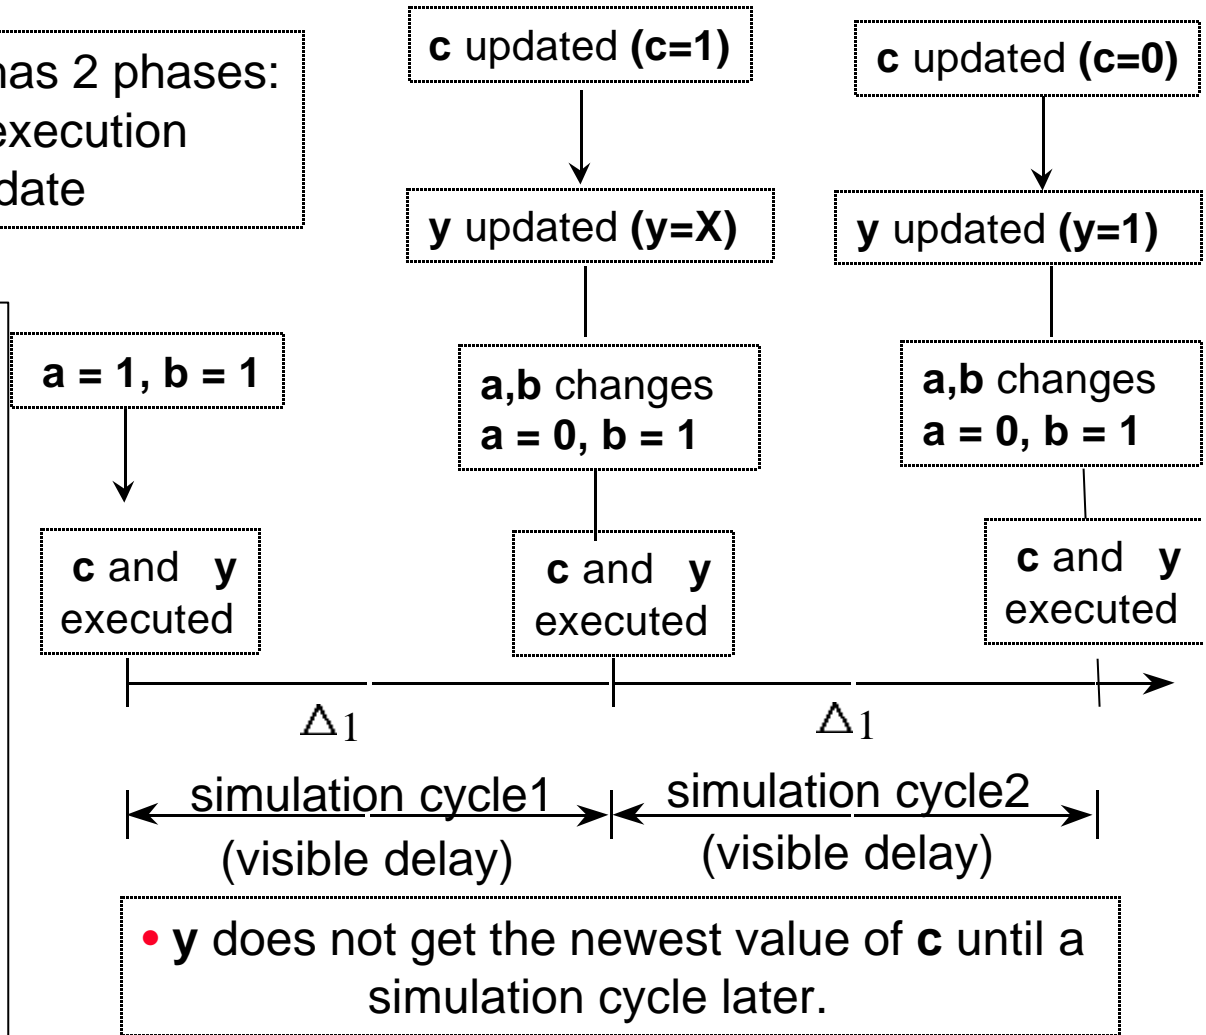 has 2 phases:
execution
date
c updated (c=1)
c updated (c=0)
y updated (y=X)
y updated (y=1)
a = 1, b = 1
a,b changes
a = 0, b = 1
a,b changes
a = 0, b = 1
c and y
executed
c and y
executed
c and y
executed
△1
△1
simulation cycle1
(visible delay)
simulation cycle2
(visible delay)
• y does not get the newest value of c until a
simulation cycle later.